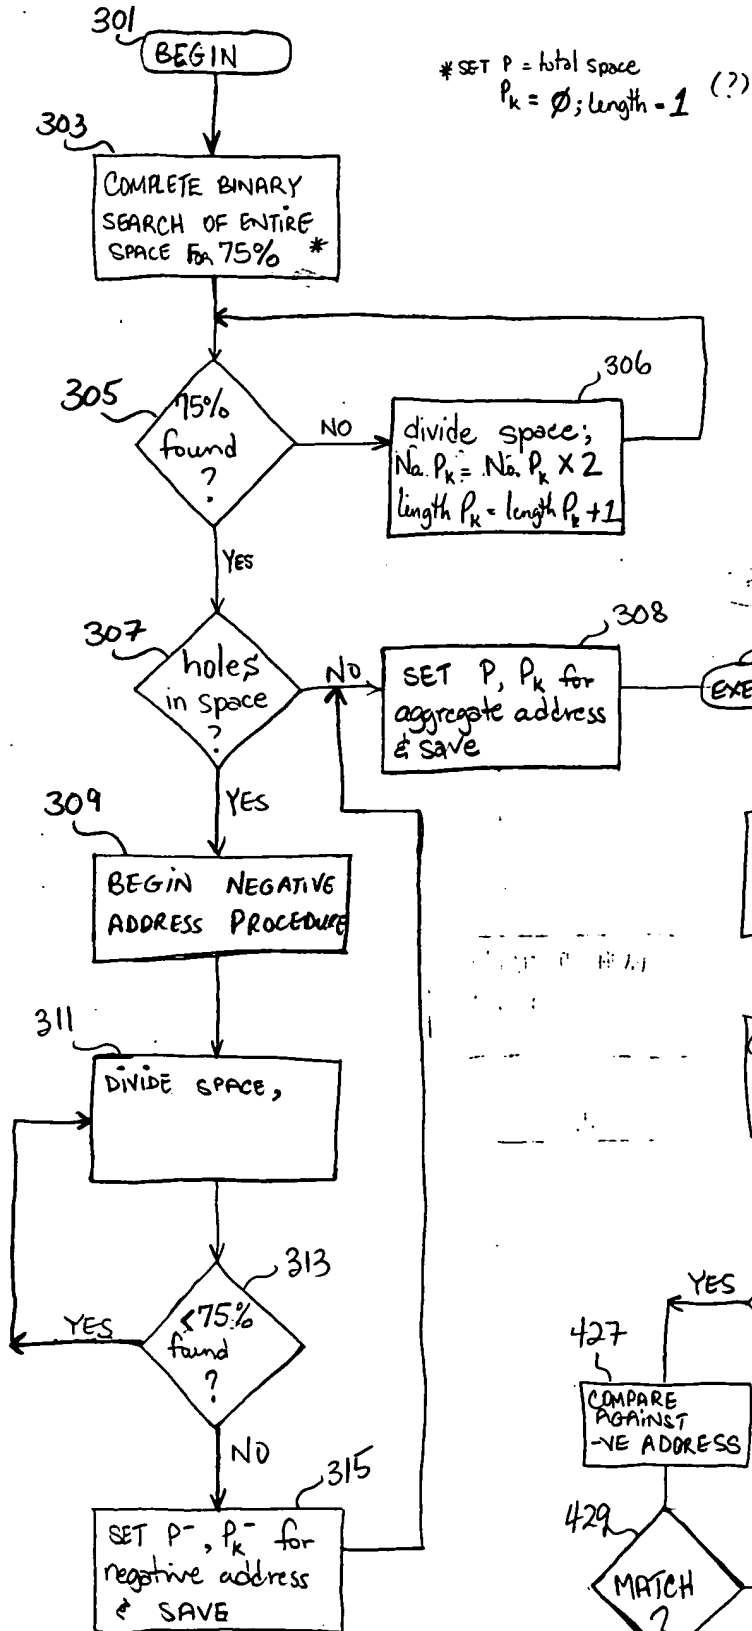 301
BEGIN
* SET P = total space
P_k = Ø; length = 1 (?)
303
COMPLETE BINARY
SEARCH OF ENTIRE
SPACE FOR 75% *
305
75%
found
?
NO
306
divide space;
No. P_k = No. P_k X 2
length P_k = length P_k + 1
YES
307
holes
in space
?
NO
308
SET P, P_k for
aggregate address
& save
YES
309
BEGIN NEGATIVE
ADDRESS PROCEDURE
311
DIVIDE SPACE,
313
<75%
found
?
YES
NO
315
SET P⁻, P_k⁻ for
negative address
& SAVE
YES
427
COMPARE
AGAINST
-VE ADDRESS
429
MATCH
?